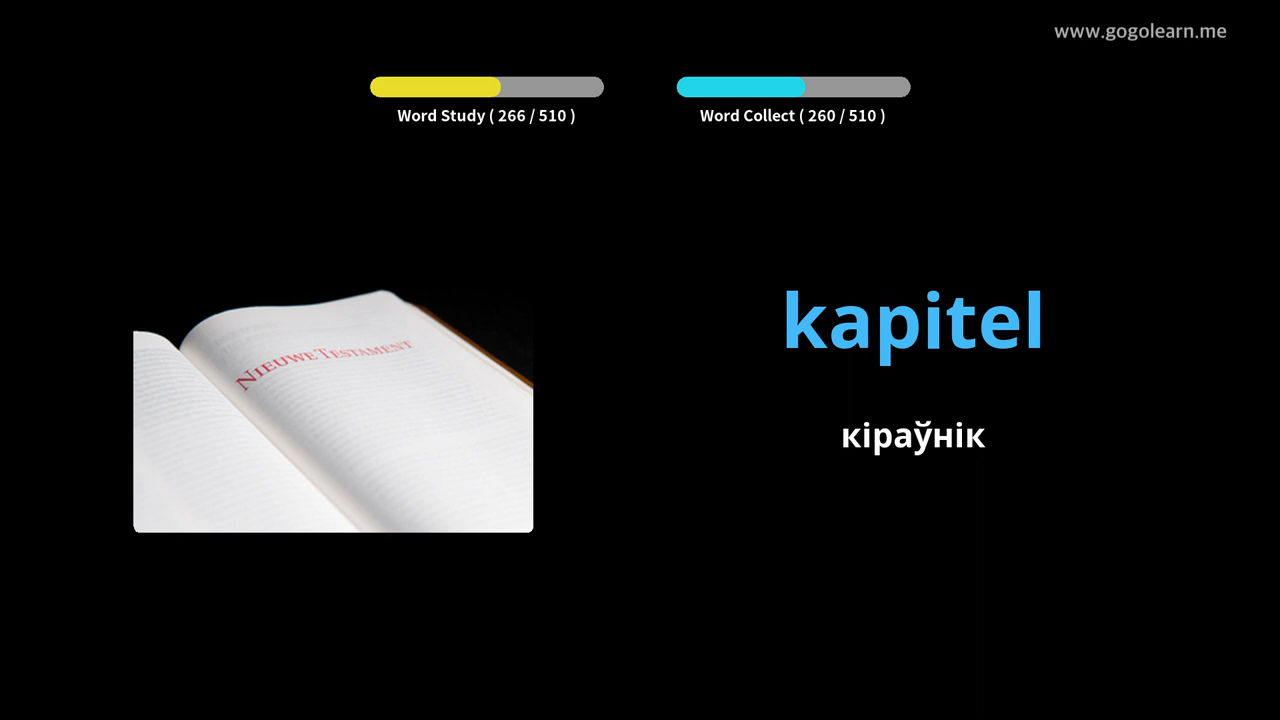 www.gogolearn.me
Word Study ( 266 / 510 )
Word Collect ( 260 / 510 )
NIEUWE TESTAMENT
kapitel
кіраўнік